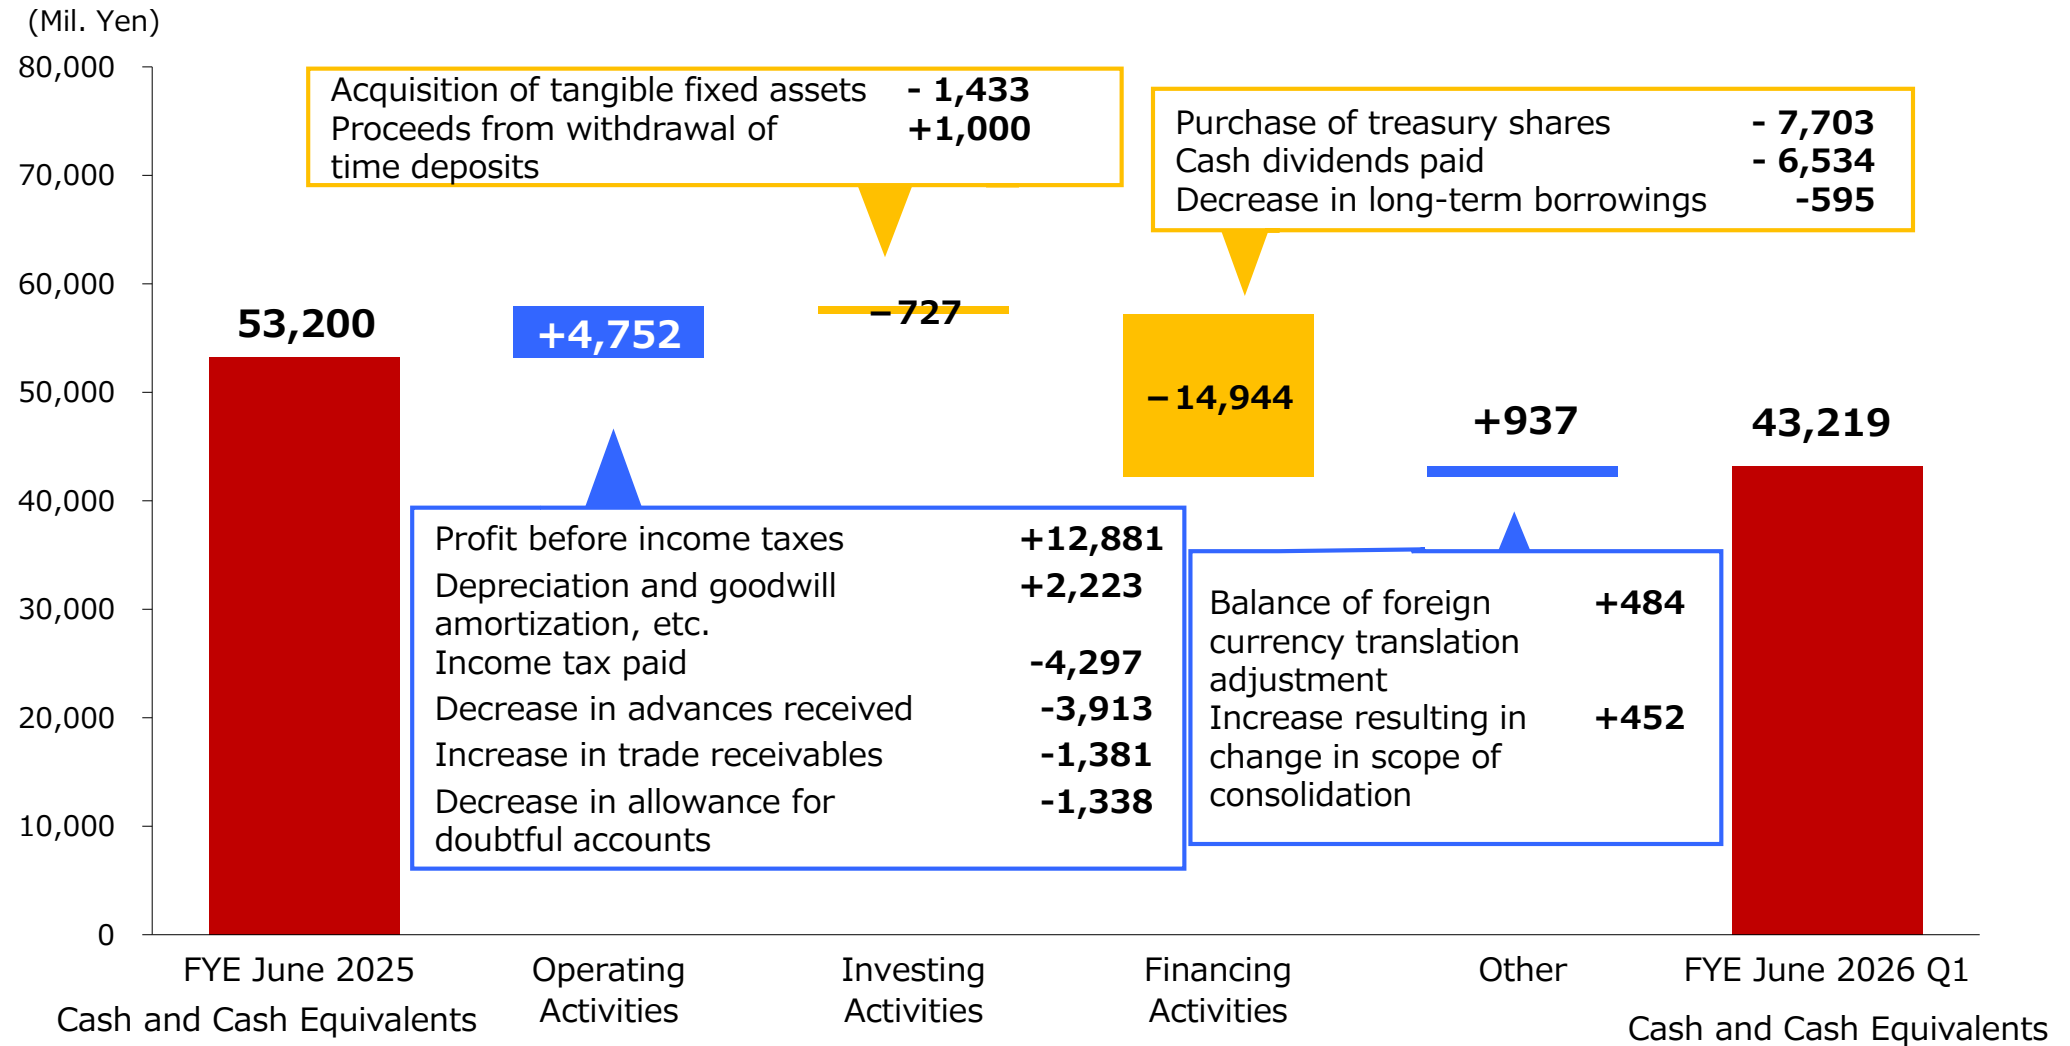 (Mil. Yen)
80,000
70,000
60,000
50,000
40,000
30,000
20,000
10,000
0
Acquisition of tangible fixed assets - 1,433
Proceeds from withdrawal of +1,000
time deposits
Purchase of treasury shares - 7,703
Cash dividends paid - 6,534
Decrease in long-term borrowings -595
53,200
+4,752
－727
－14,944
+937
43,219
Profit before income taxes +12,881
Depreciation and goodwill +2,223
amortization, etc.
Income tax paid -4,297
Decrease in advances received -3,913
Increase in trade receivables -1,381
Decrease in allowance for -1,338
doubtful accounts
Balance of foreign +484
currency translation
adjustment
Increase resulting in +452
change in scope of
consolidation
FYE June 2025
Cash and Cash Equivalents
Operating
Activities
Investing
Activities
Financing
Activities
Other
FYE June 2026 Q1
Cash and Cash Equivalents